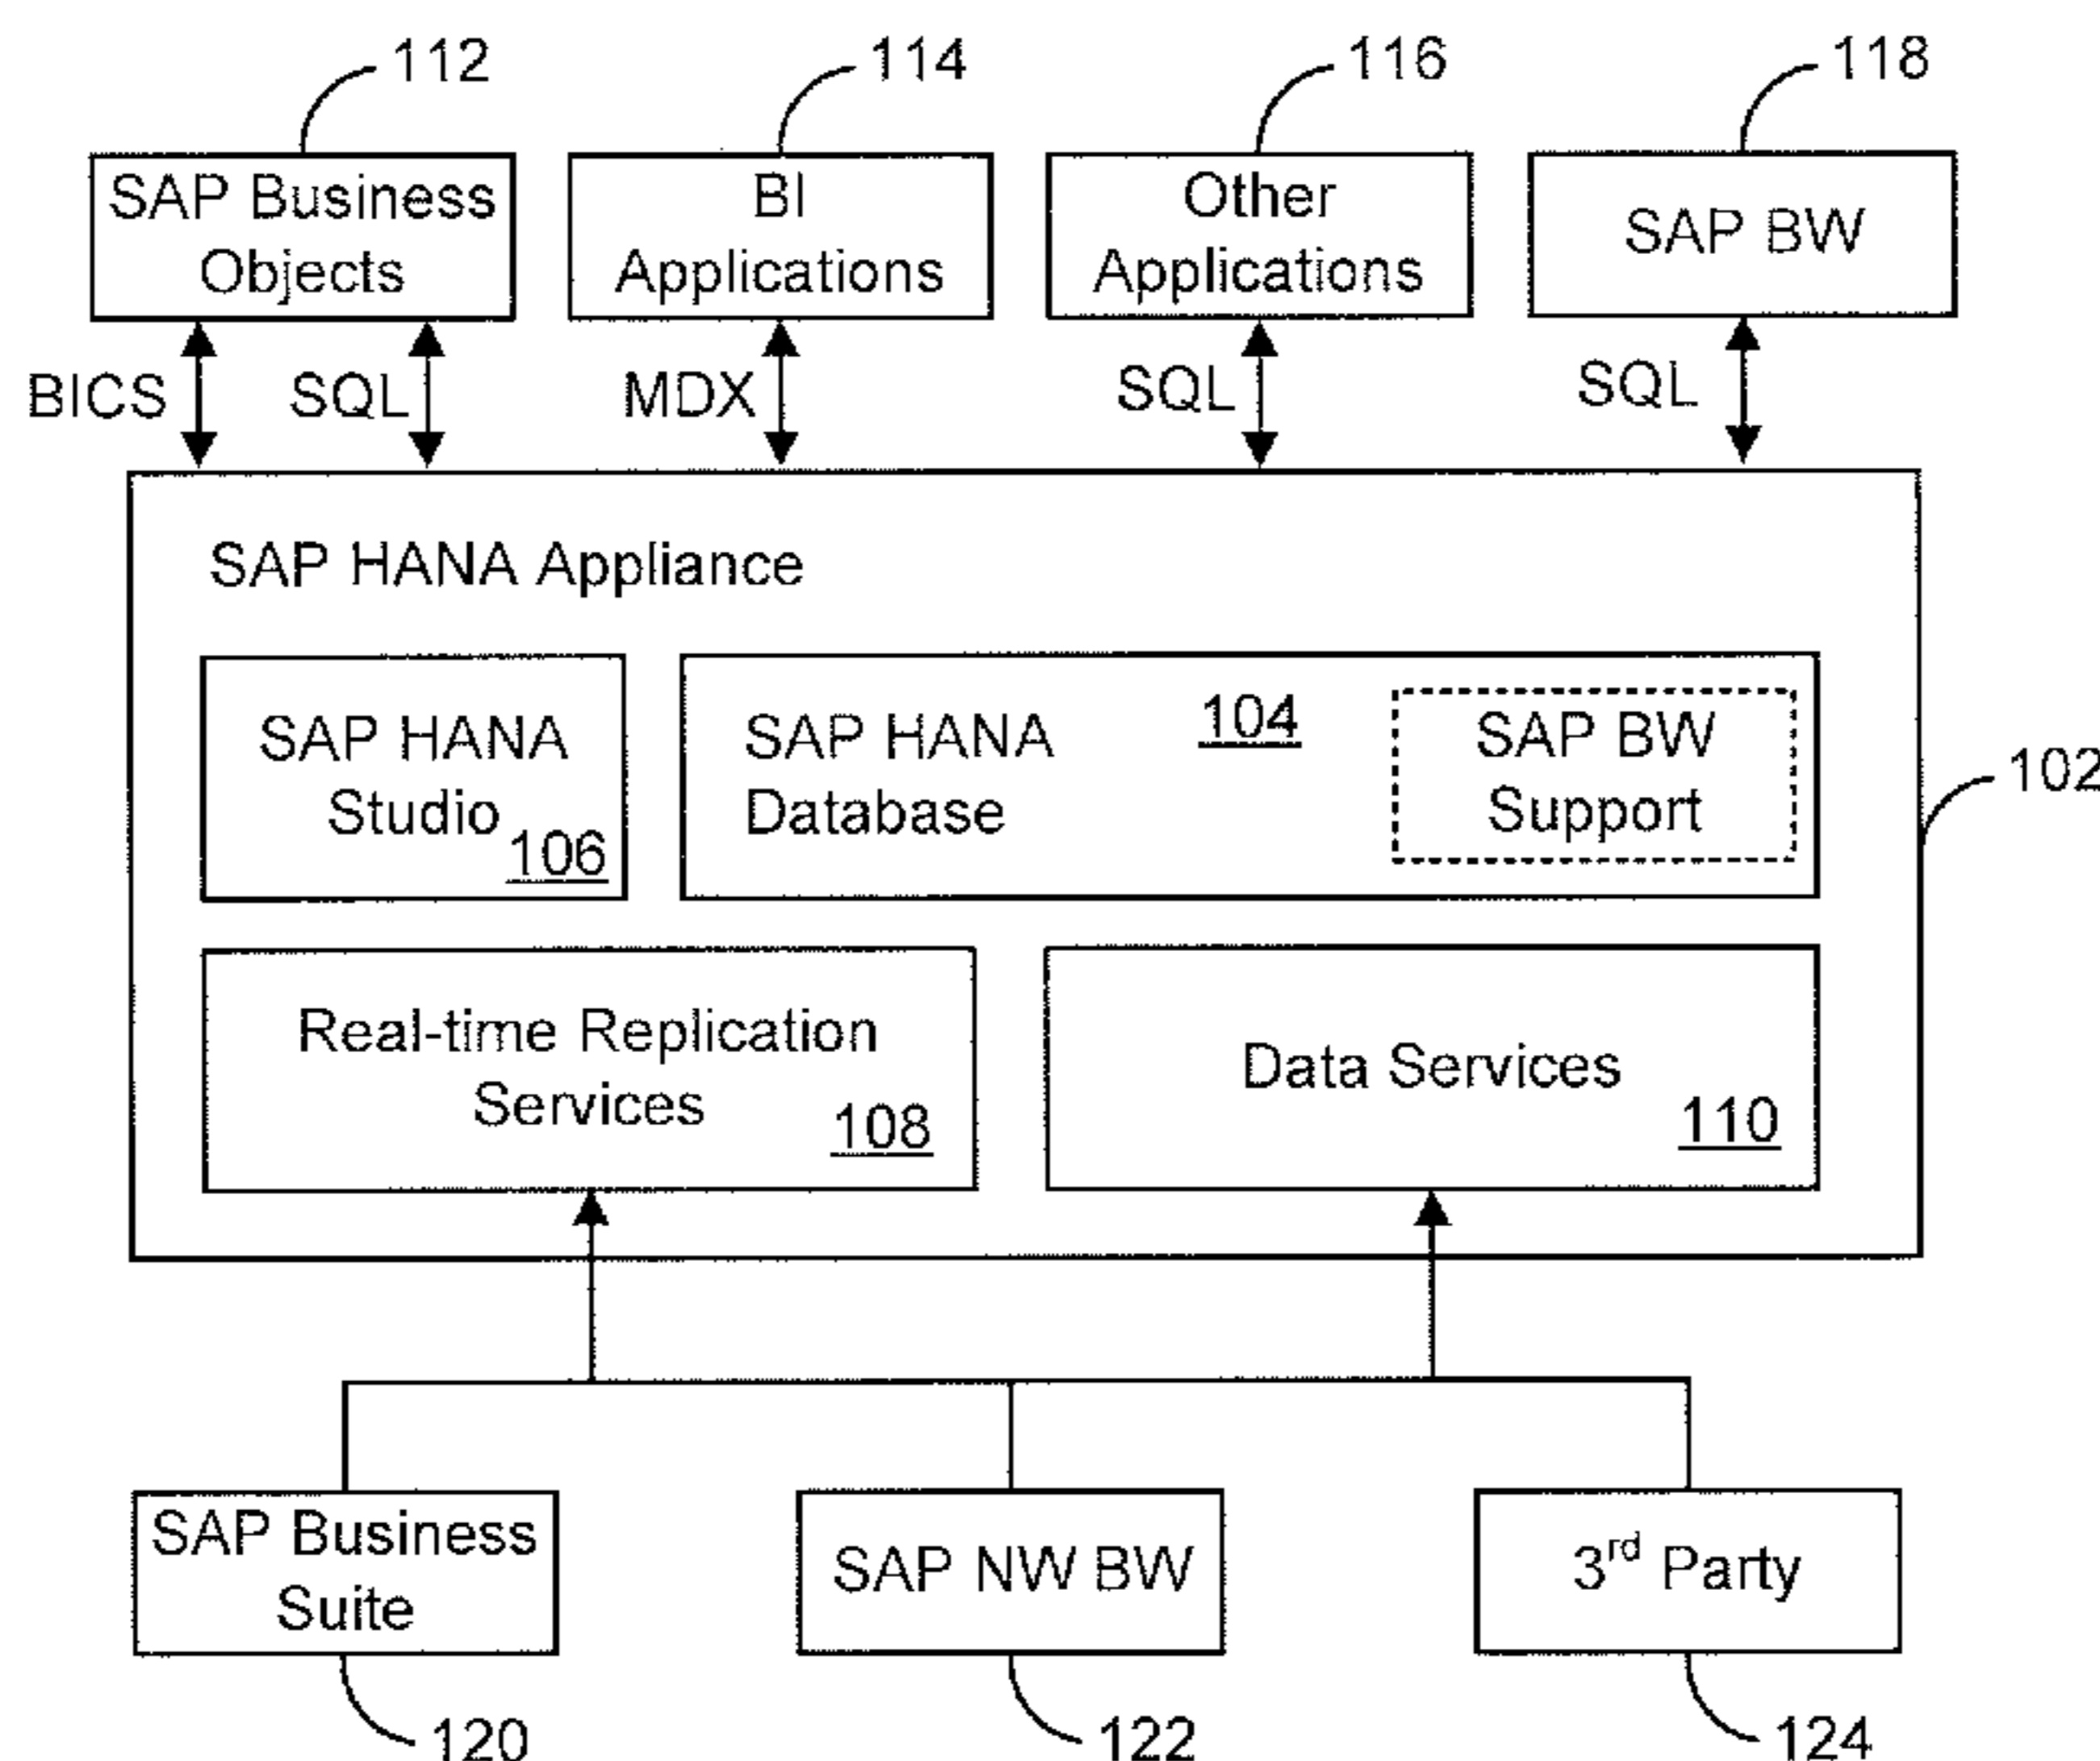 112
114
116
118
SAP Business
Objects
BI
Applications
Other
Applications
SAP BW
BICS
SQL
MDX
SQL
SQL
SAP HANA Appliance
SAP HANA
Studio
106
SAP HANA
Database
104
SAP BW
Support
102
Real-time Replication
Services
108
Data Services
110
SAP Business
Suite
SAP NW BW
3rd Party
120
122
124